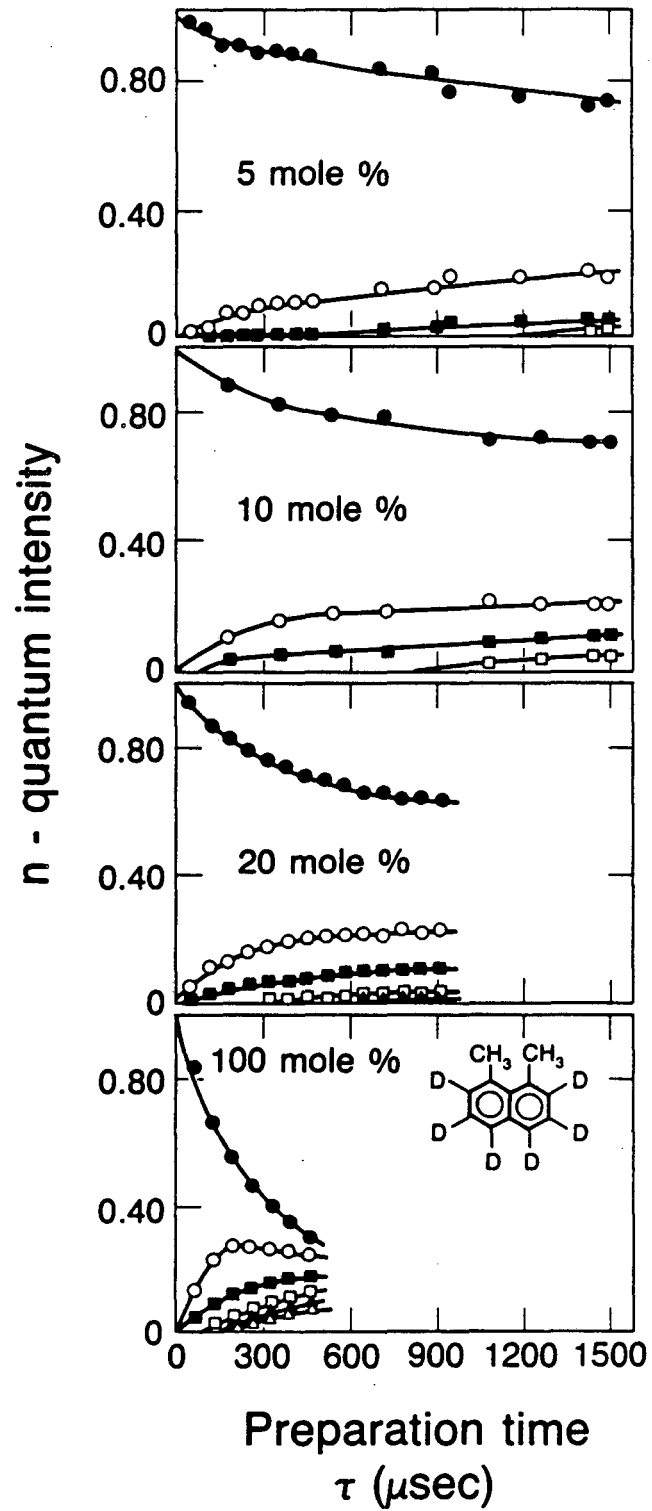 n - quantum intensity
0.80
5 mole %
0.40
0
0.80
10 mole %
0.40
0
0.80
20 mole %
0.40
0
100 mole %
CH₃ CH₃
0.80
D D
D D
D D
0.40
0
0 300 600 900 1200 1500
Preparation time
τ (μsec)